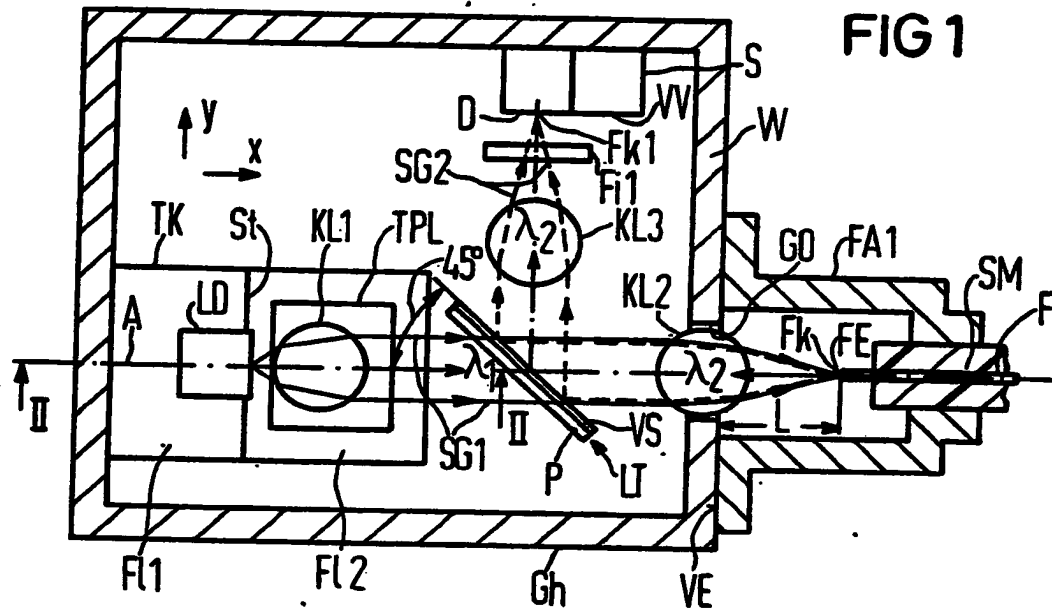 FIG 1
S
D
VV
W
y
x
Fk1
SG2
Fi1
TK
St
KL1
TPL
λ2
KL3
GO
FA1
45°
SM
LD
KL2
F
A
Fk
FE
λ1
λ2
II
II
L
SG1
VS
P
LT
Fl1
Fl2
Gh
VE